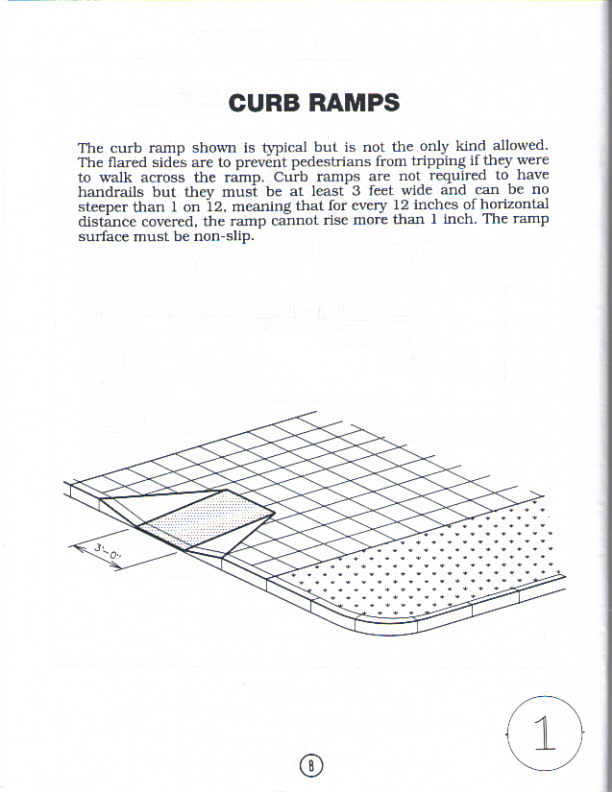 CURB RAMPS
The curb ramp shown is typical but is not the only kind allowed.
The flared sides are to prevent pedestrians from tripping if they were
to walk across the ramp. Curb ramps are not required to have
handrails but they must be at least 3 feet wide and can be no
steeper than 1 on 12, meaning that for every 12 inches of horizontal
distance covered, the ramp cannot rise more than 1 inch. The ramp
surface must be non-slip.
3'-0"
1
8